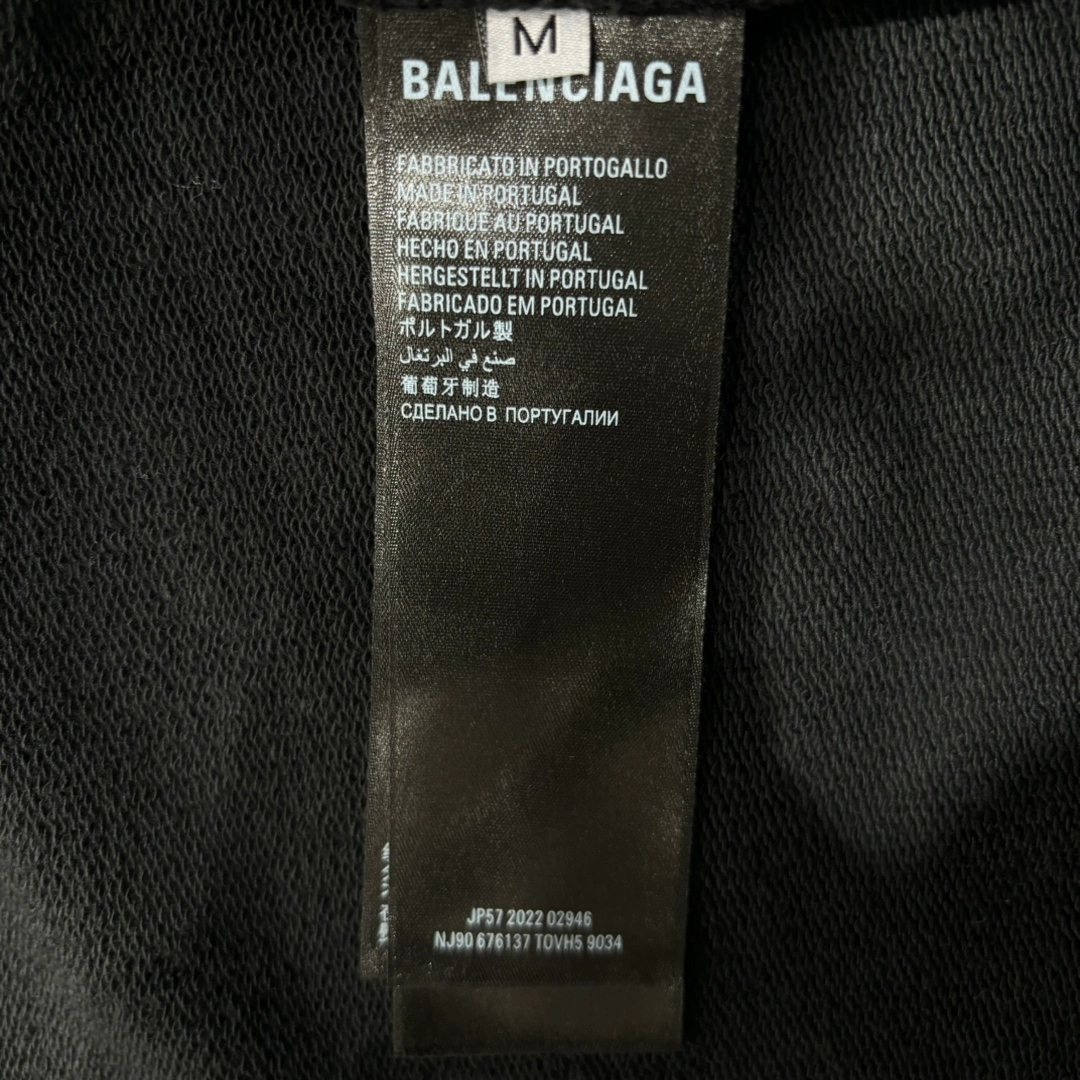 M
BALENCIAGA
FABBRICATO IN PORTOGALLO
MADE IN PORTUGAL
FABRIQUE AU PORTUGAL
HECHO EN PORTUGAL
HERGESTELLT IN PORTUGAL
FABRICADO EM PORTUGAL
ポルトガル製
صنع في البرتغال
葡萄牙制造
СДЕЛАНО В ПОРТУГАЛИИ
JP57 2022 02946
NJ90 676137 TOVH5 9034